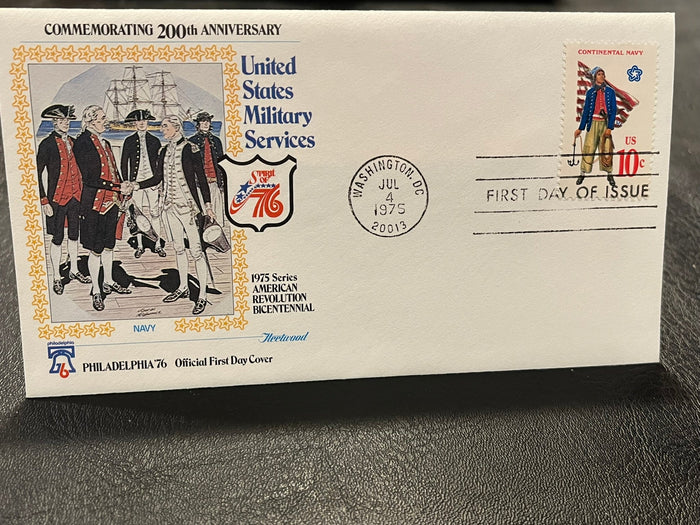 COMMEMORATING 200th ANNIVERSARY
United
States
Military
Services
SPIRIT
OF
'76
1975 Series
AMERICAN
REVOLUTION
BICENTENNIAL
NAVY
Fleetwood
philadelphia
76
PHILADELPHIA '76 Official First Day Cover
WASHINGTON, DC
JUL
4
1975
20013
CONTINENTAL NAVY
US
10c
FIRST DAY OF ISSUE